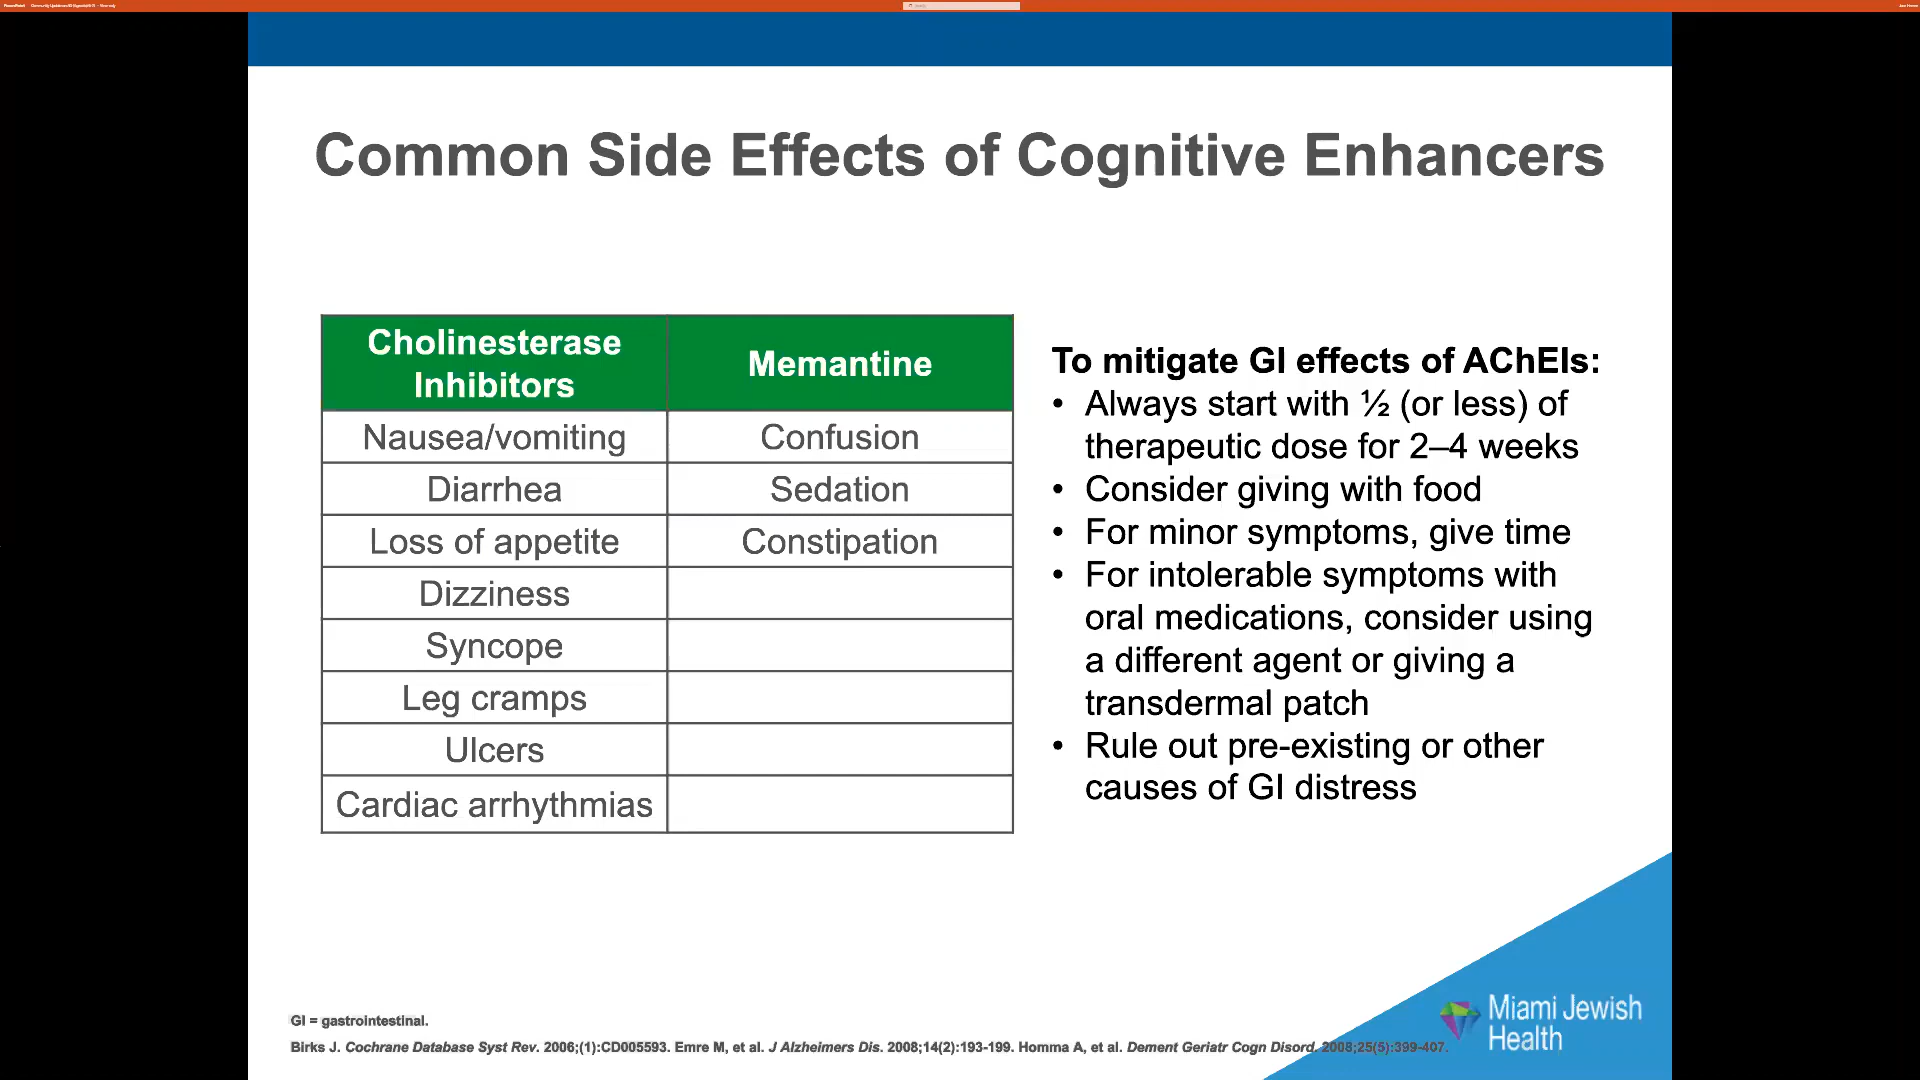 Common Side Effects of Cognitive Enhancers
Cholinesterase Inhibitors
Memantine
Nausea/vomiting
Confusion
Diarrhea
Sedation
Loss of appetite
Constipation
Dizziness
Syncope
Leg cramps
Ulcers
Cardiac arrhythmias
To mitigate GI effects of AChEIs:
• Always start with ½ (or less) of
therapeutic dose for 2–4 weeks
• Consider giving with food
• For minor symptoms, give time
• For intolerable symptoms with
oral medications, consider using
a different agent or giving a
transdermal patch
• Rule out pre-existing or other
causes of GI distress
GI = gastrointestinal.
Birks J. Cochrane Database Syst Rev. 2006;(1):CD005593. Emre M, et al. J Alzheimers Dis. 2008;14(2):193-199. Homma A, et al. Dement Geriatr Cogn Disord. 2008;25(5):399-407.
Miami Jewish
Health